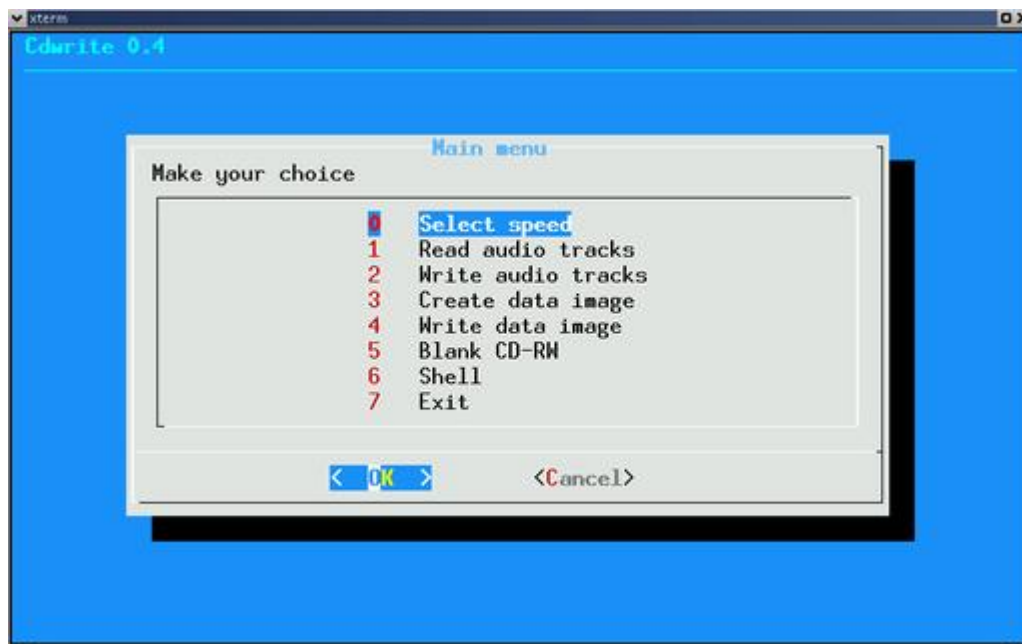 xterm
Cdwrite 0.4
Main menu
Make your choice
0 Select speed
1 Read audio tracks
2 Write audio tracks
3 Create data image
4 Write data image
5 Blank CD-RW
6 Shell
7 Exit
< OK > <Cancel>